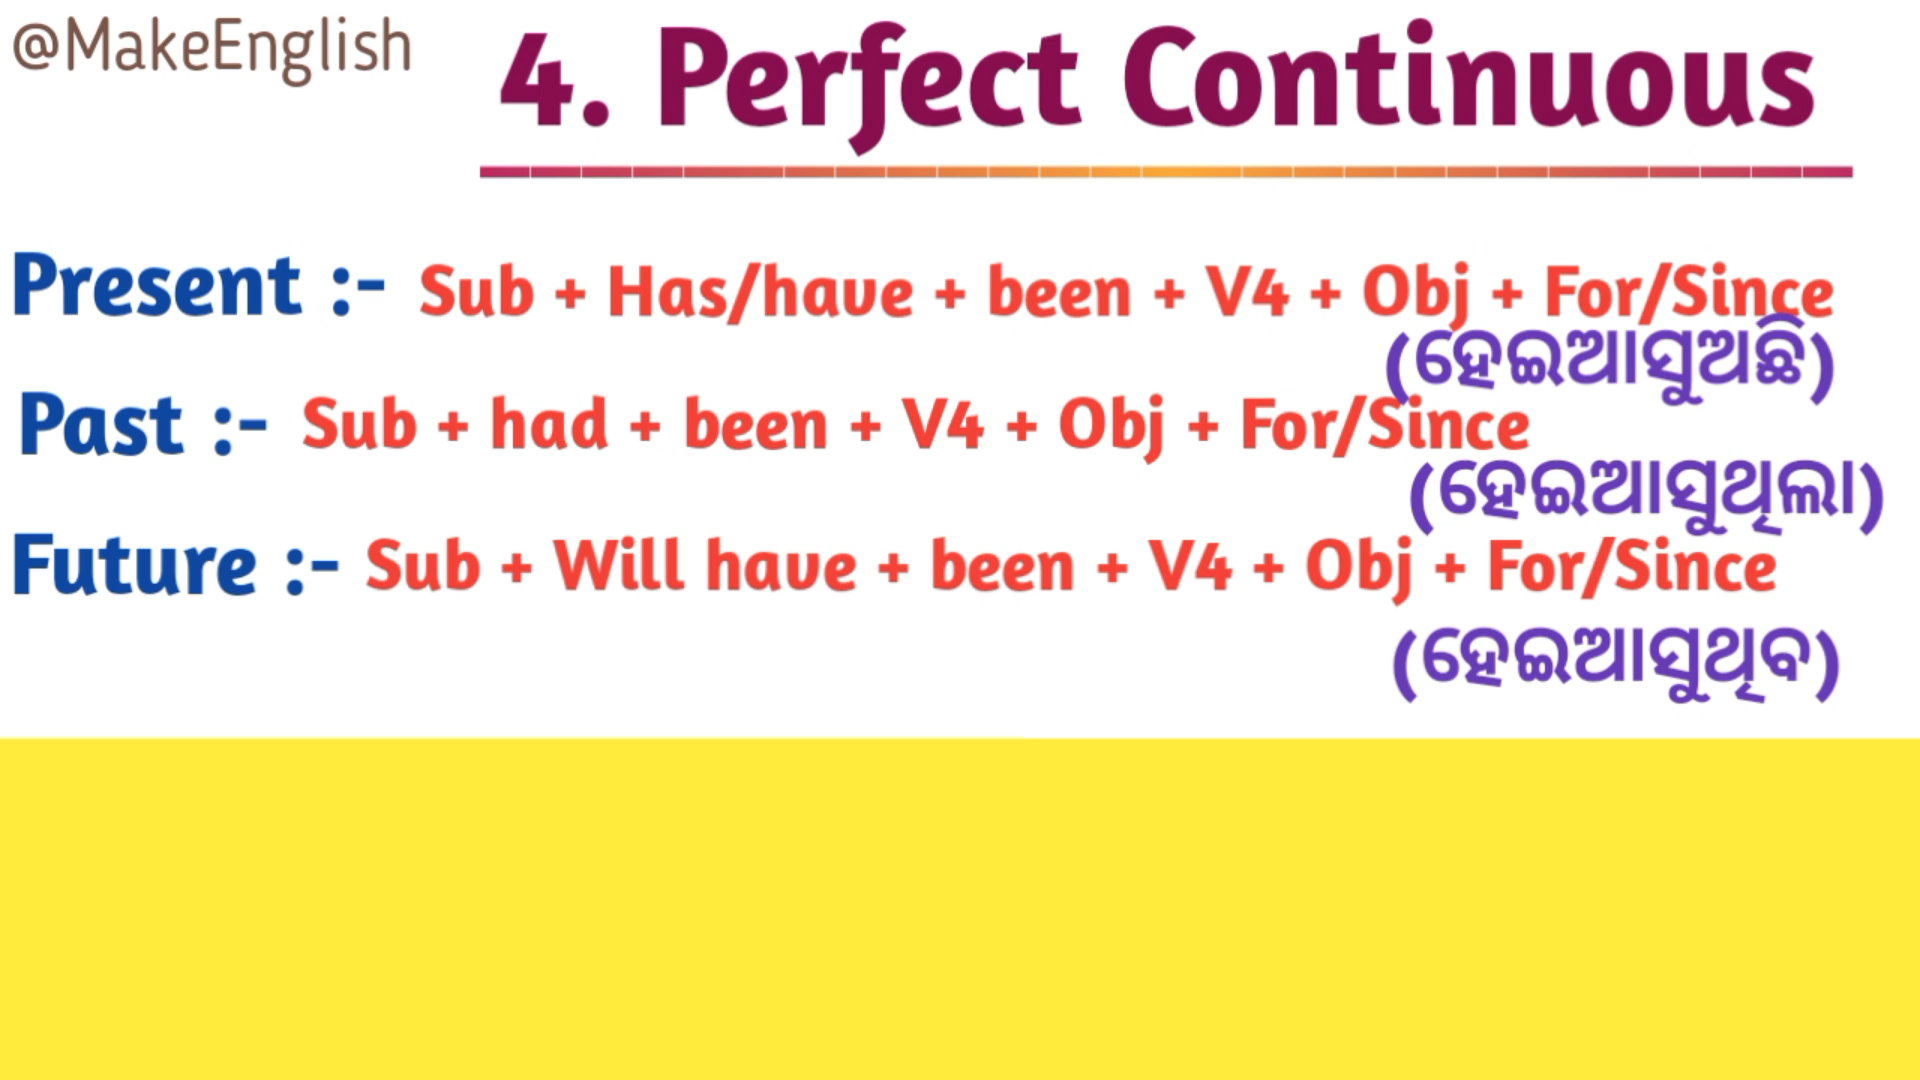 @MakeEnglish
4. Perfect Continuous
Present :- Sub + Has/have + been + V4 + Obj + For/Since
(ହେଇଆସୁଅଛି)
Past :- Sub + had + been + V4 + Obj + For/Since
(ହେଇଆସୁଥିଲା)
Future :- Sub + Will have + been + V4 + Obj + For/Since
(ହେଇଆସୁଥିବ)